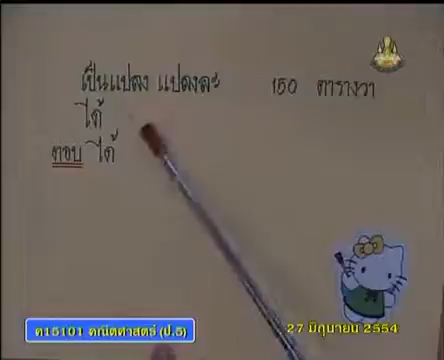 เป็นแปลง แปลงละ 150 ตารางวา
ได้
ตอบ ได้
ค15101 คณิตศาสตร์ (ป.5)
27 มิถุนายน 2554